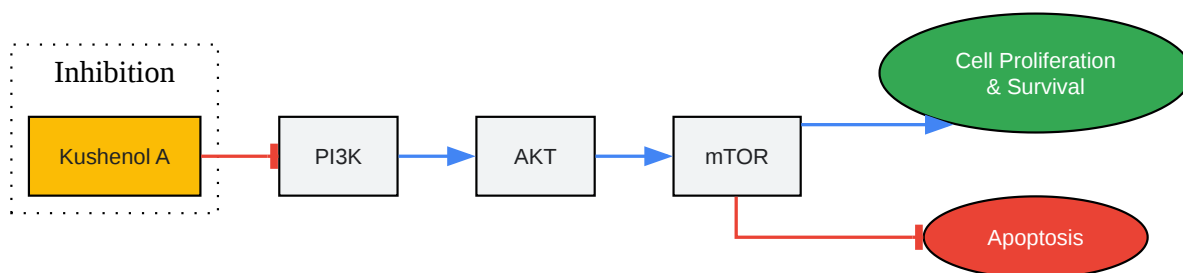 Inhibition
Kushenol A
PI3K
AKT
mTOR
Cell Proliferation
& Survival
Apoptosis